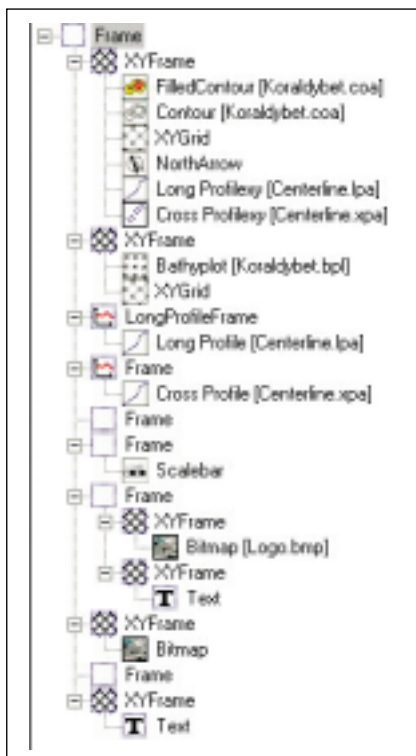 Frame
XYFrame
FilledContour [Koraldybet.coa]
Contour [Koraldybet.coa]
XYGrid
NorthArrow
Long Profilexy [Centerline.lpa]
Cross Profilexy [Centerline.xpa]
XYFrame
Bathyplot [Koraldybet.bpl]
XYGrid
LongProfileFrame
Long Profile [Centerline.lpa]
Frame
Cross Profile [Centerline.xpa]
Frame
Frame
Scalebar
Frame
XYFrame
Bitmap [Logo.bmp]
XYFrame
T Text
XYFrame
Bitmap
Frame
XYFrame
T Text